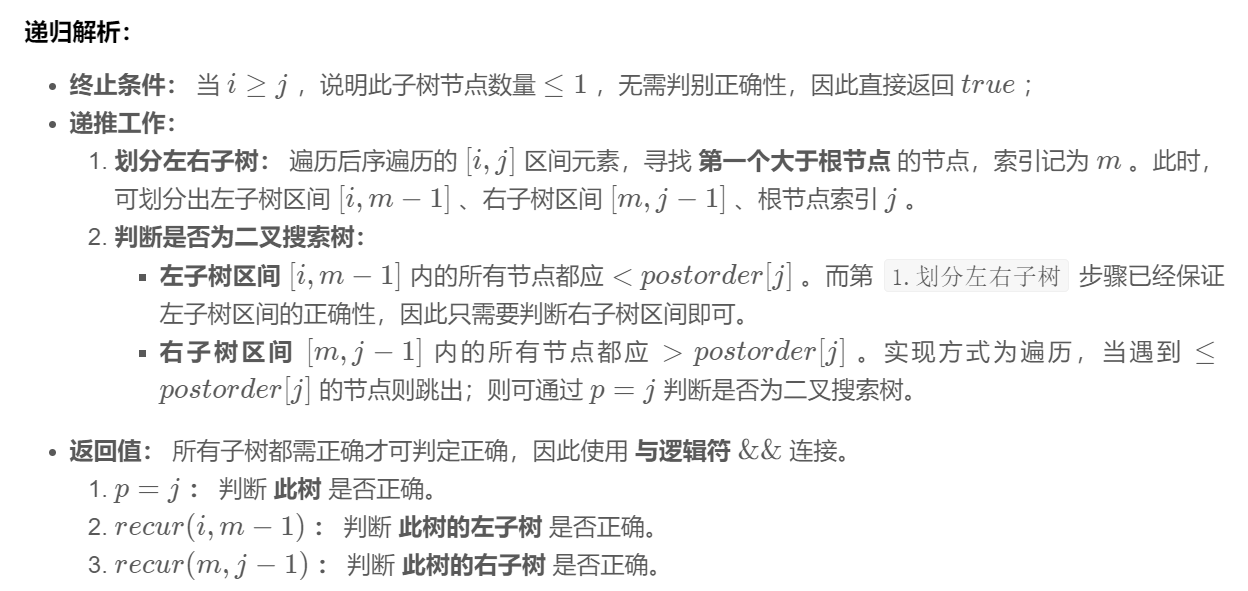 递归解析：
• 终止条件： 当 i ≥ j ，说明此子树节点数量 ≤ 1 ，无需判别正确性，因此直接返回 true ；
• 递推工作：
1. 划分左右子树： 遍历后序遍历的 [i, j] 区间元素，寻找 第一个大于根节点 的节点，索引记为 m 。此时，
可划分出左子树区间 [i, m − 1] 、右子树区间 [m, j − 1] 、根节点索引 j 。
2. 判断是否为二叉搜索树：
▪ 左子树区间 [i, m − 1] 内的所有节点都应 < postorder[j] 。而第 1.划分左右子树 步骤已经保证
左子树区间的正确性，因此只需要判断右子树区间即可。
▪ 右子树区间 [m, j − 1] 内的所有节点都应 > postorder[j] 。实现方式为遍历，当遇到 ≤
postorder[j] 的节点则跳出；则可通过 p = j 判断是否为二叉搜索树。
• 返回值： 所有子树都需正确才可判定正确，因此使用 与逻辑符 && 连接。
1. p = j ： 判断 此树 是否正确。
2. recur(i, m − 1) ： 判断 此树的左子树 是否正确。
3. recur(m, j − 1) ： 判断 此树的右子树 是否正确。